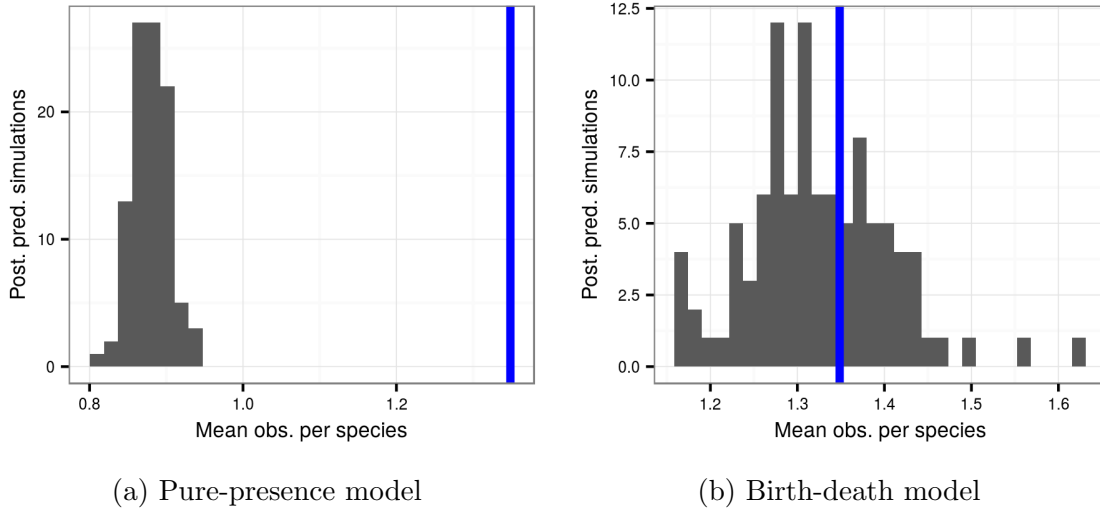 20
10
0
0.8 1.0 1.2
Mean obs. per species
Post. pred. simulations
(a) Pure-presence model
12.5
10.0
7.5
5.0
2.5
0.0
1.2 1.3 1.4 1.5 1.6
Mean obs. per species
Post. pred. simulations
(b) Birth-death model